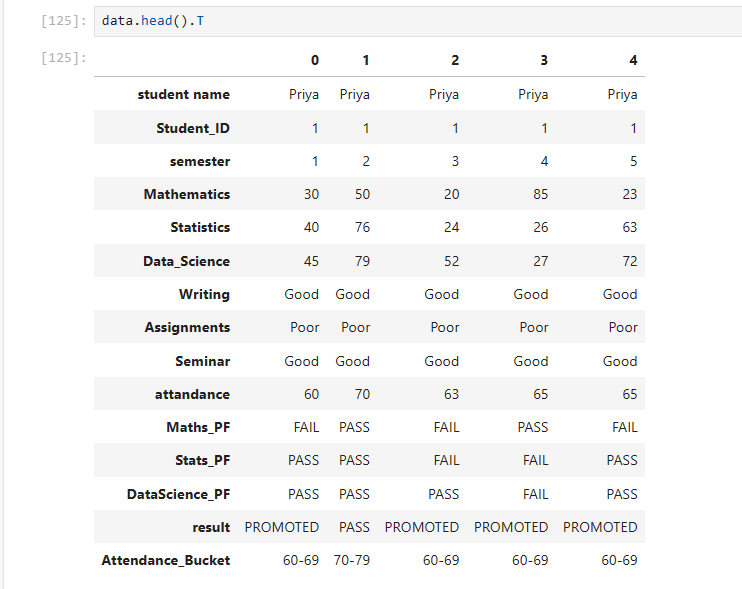 [125]: data.head().T
[125]: 0 1 2 3 4
student name Priya Priya Priya Priya Priya
Student_ID 1 1 1 1 1
semester 1 2 3 4 5
Mathematics 30 50 20 85 23
Statistics 40 76 24 26 63
Data_Science 45 79 52 27 72
Writing Good Good Good Good Good
Assignments Poor Poor Poor Poor Poor
Seminar Good Good Good Good Good
attandance 60 70 63 65 65
Maths_PF FAIL PASS FAIL PASS FAIL
Stats_PF PASS PASS FAIL FAIL PASS
DataScience_PF PASS PASS PASS FAIL PASS
result PROMOTED PASS PROMOTED PROMOTED PROMOTED
Attendance_Bucket 60-69 70-79 60-69 60-69 60-69